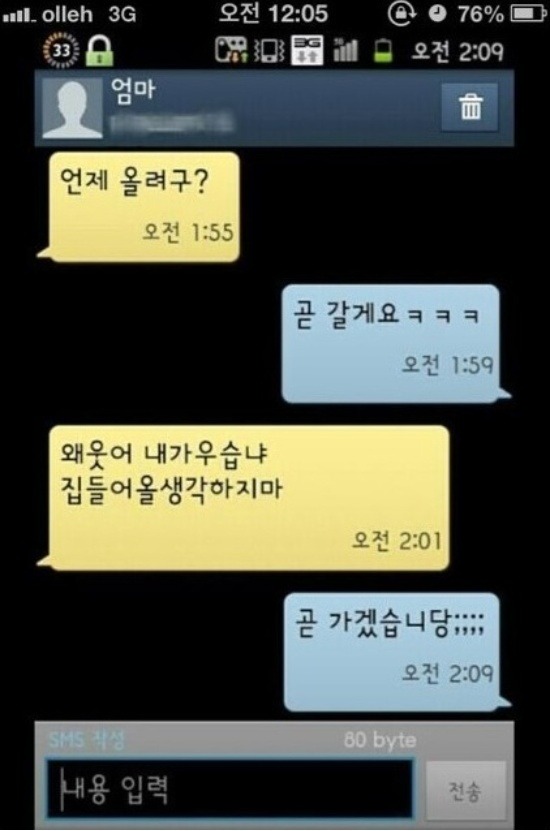 olleh 3G 오전 12:05 76%
33 3G 오전 2:09
엄마
언제 올려구?
오전 1:55
곧 갈게요ㅋㅋㅋ
오전 1:59
왜웃어 내가우습냐
집들어올생각하지마
오전 2:01
곧 가겠습니당;;;;
오전 2:09
SMS 작성 80 byte
내용 입력 전송